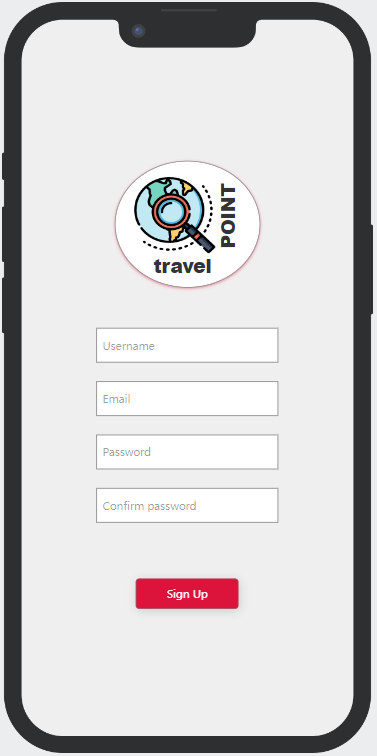 POINT
travel
Username
Email
Password
Confirm password
Sign Up